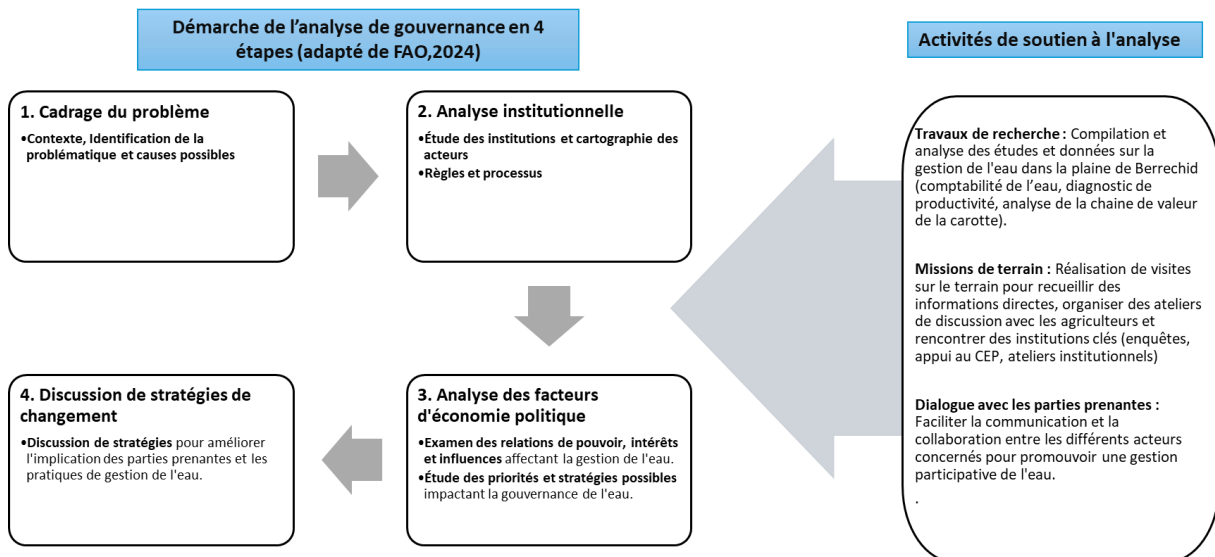 Démarche de l'analyse de gouvernance en 4
étapes (adapté de FAO,2024)
Activités de soutien à l'analyse
1. Cadrage du problème
•Contexte, Identification de la
problématique et causes possibles
2. Analyse institutionnelle
•Étude des institutions et cartographie des
acteurs
•Règles et processus
3. Analyse des facteurs
d'économie politique
•Examen des relations de pouvoir, intérêts
et influences affectant la gestion de l'eau.
•Étude des priorités et stratégies possibles
impactant la gouvernance de l'eau.
4. Discussion de stratégies de
changement
•Discussion de stratégies pour améliorer
l'implication des parties prenantes et les
pratiques de gestion de l'eau.
Travaux de recherche : Compilation et
analyse des études et données sur la
gestion de l'eau dans la plaine de Berrechid
(comptabilité de l’eau, diagnostic de
productivité, analyse de la chaine de valeur
de la carotte).
Missions de terrain : Réalisation de visites
sur le terrain pour recueillir des
informations directes, organiser des ateliers
de discussion avec les agriculteurs et
rencontrer des institutions clés (enquêtes,
appui au CEP, ateliers institutionnels)
Dialogue avec les parties prenantes :
Faciliter la communication et la
collaboration entre les différents acteurs
concernés pour promouvoir une gestion
participative de l'eau.
.